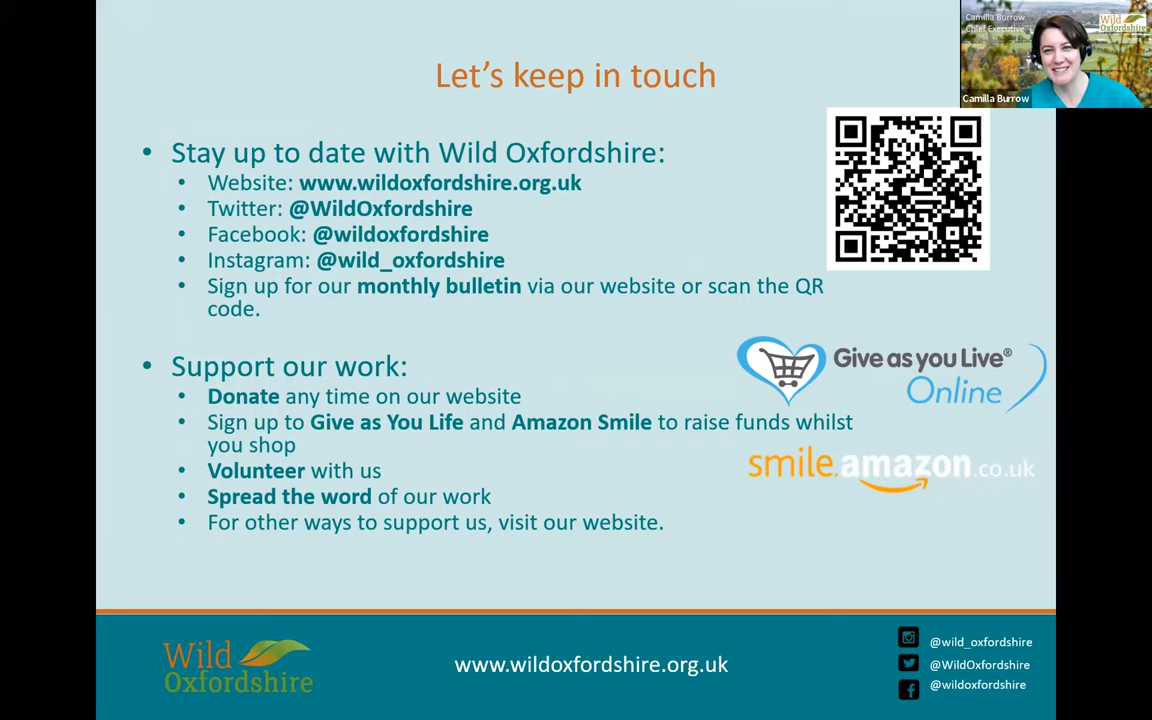 Let's keep in touch
Camilla Burrow
Chief Executive
Wild
Oxfordshire
Camilla Burrow
• Stay up to date with Wild Oxfordshire:
• Website: www.wildoxfordshire.org.uk
• Twitter: @WildOxfordshire
• Facebook: @wildoxfordshire
• Instagram: @wild_oxfordshire
• Sign up for our monthly bulletin via our website or scan the QR
code.
• Support our work:
• Donate any time on our website
• Sign up to Give as You Life and Amazon Smile to raise funds whilst
you shop
• Volunteer with us
• Spread the word of our work
• For other ways to support us, visit our website.
Give as you Live®
Online
smile.amazon.co.uk
Wild
Oxfordshire
www.wildoxfordshire.org.uk
@wild_oxfordshire
@WildOxfordshire
@wildoxfordshire